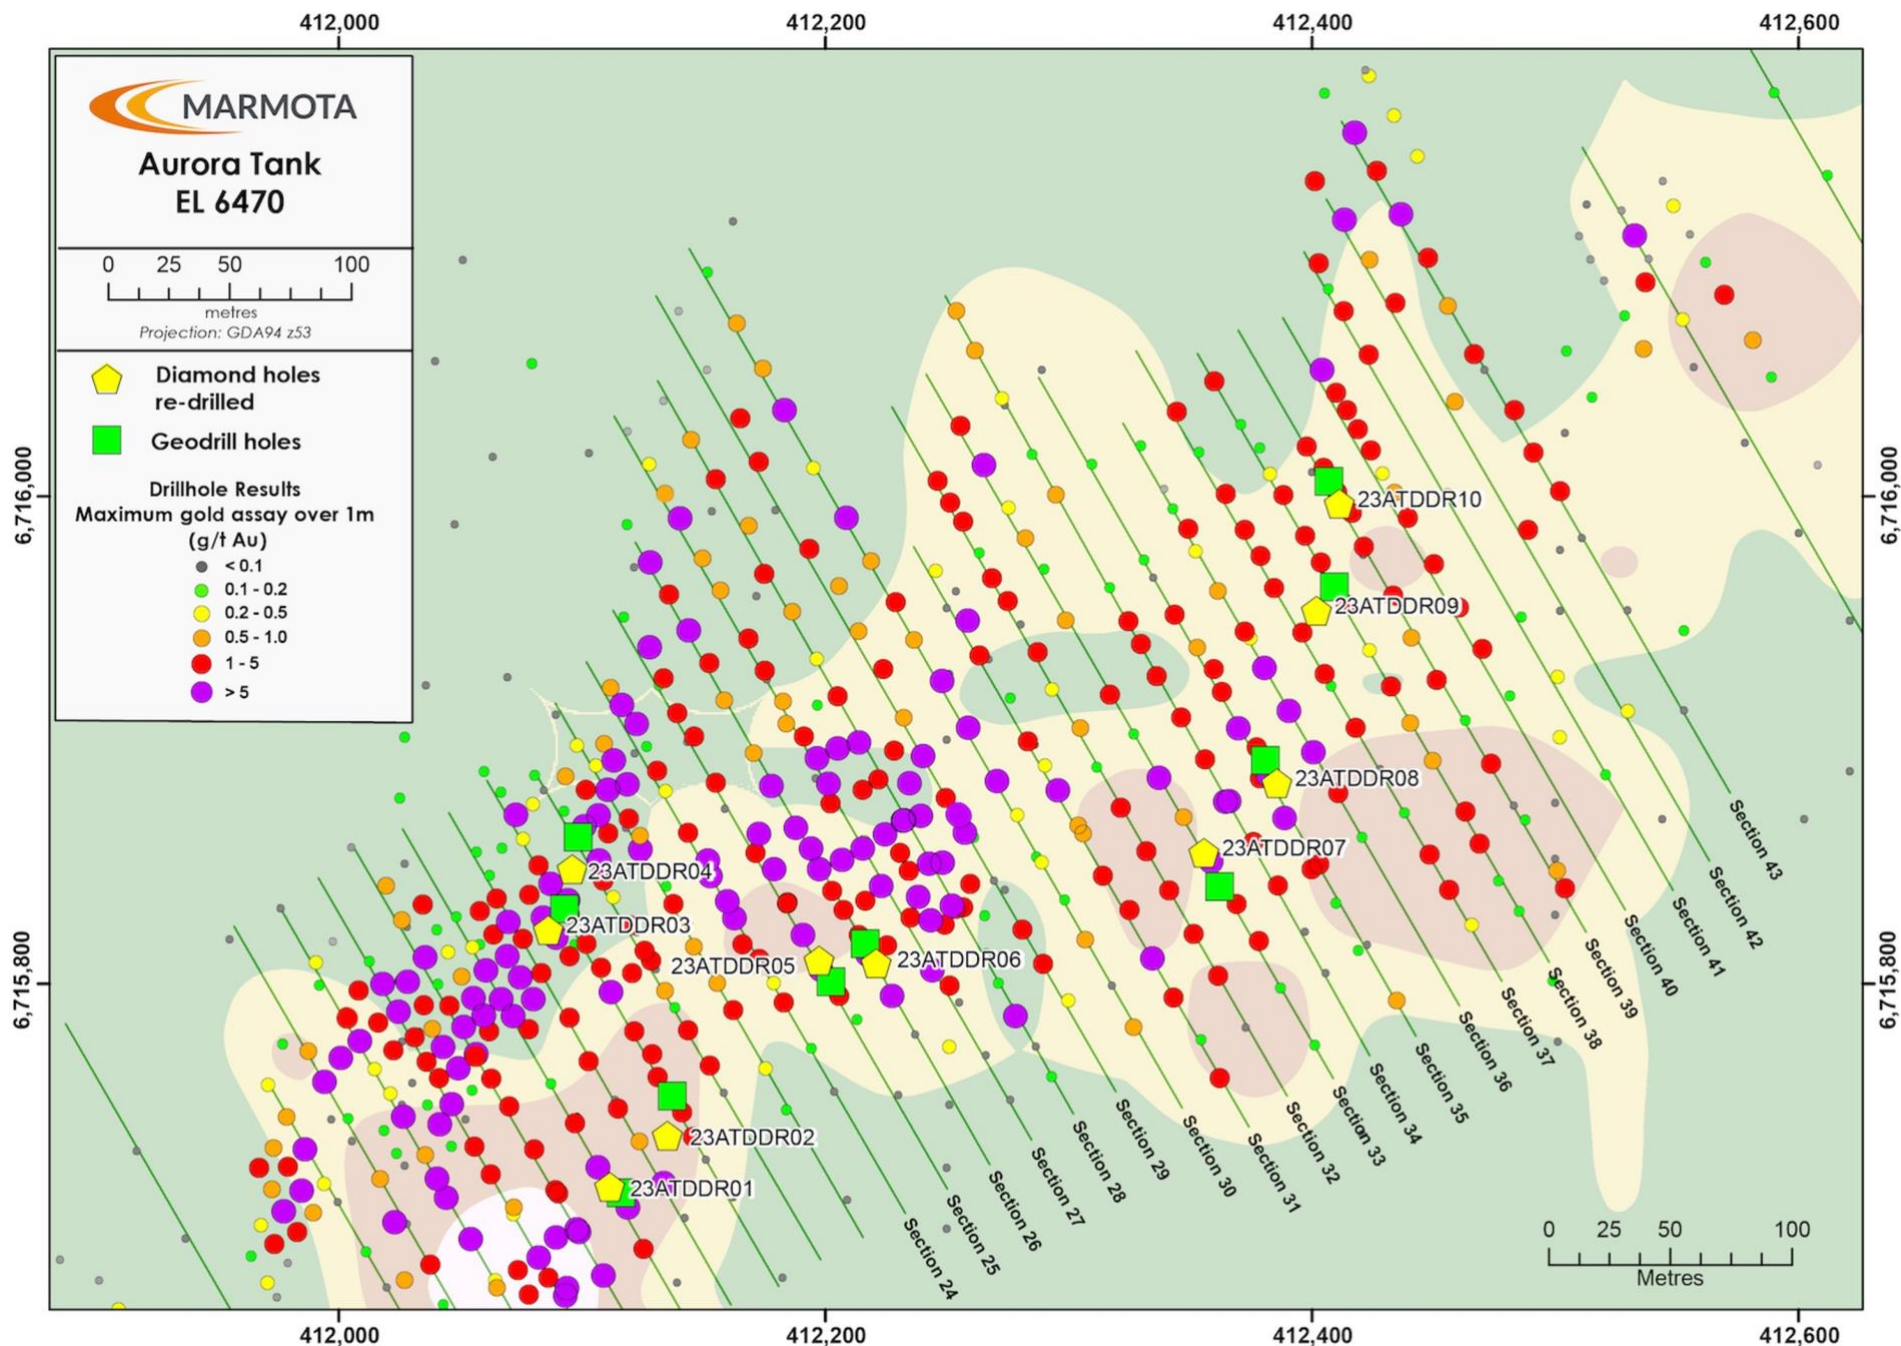 412,000
412,200
412,400
412,600
MARMOTA
Aurora Tank
EL 6470
0 25 50 100
metres
Projection: GDA94 z53
Diamond holes
re-drilled
Geodrill holes
Drillhole Results
Maximum gold assay over 1m
(g/t Au)
< 0.1
0.1 - 0.2
0.2 - 0.5
0.5 - 1.0
1 - 5
> 5
6,716,000
6,716,000
6,715,800
6,715,800
23ATDDR10
23ATDDR09
23ATDDR08
23ATDDR07
23ATDDR04
23ATDDR03
23ATDDR05
23ATDDR06
23ATDDR02
23ATDDR01
Section 43
Section 42
Section 41
Section 40
Section 39
Section 38
Section 37
Section 36
Section 35
Section 34
Section 33
Section 32
Section 31
Section 30
Section 29
Section 28
Section 27
Section 26
Section 25
Section 24
0 25 50 100
Metres
412,000
412,200
412,400
412,600